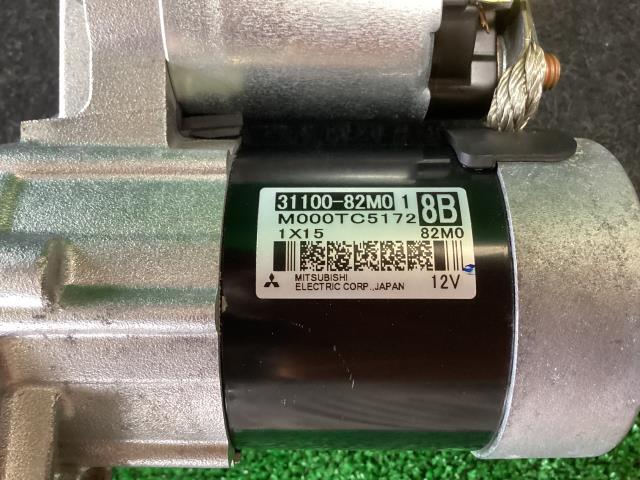 31100-82M0 1 8B
M000TC5172
1X15 82M0
MITSUBISHI
ELECTRIC CORP.,JAPAN 12V